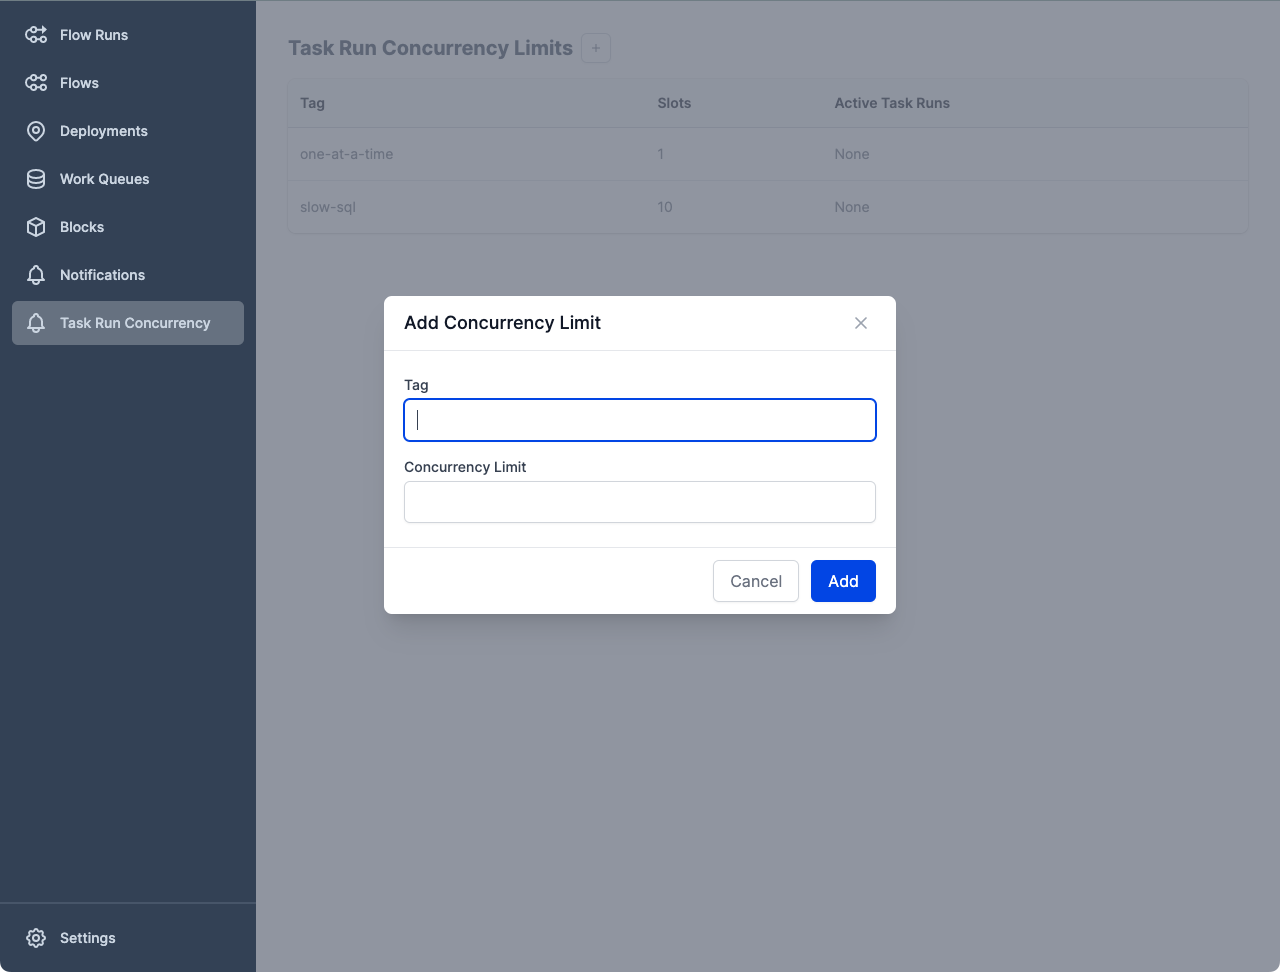 Flow Runs
Flows
Deployments
Work Queues
Blocks
Notifications
Task Run Concurrency
Settings
Task Run Concurrency Limits +
Tag Slots Active Task Runs
one-at-a-time 1 None
slow-sql 10 None
Add Concurrency Limit
Tag
Concurrency Limit
Cancel Add